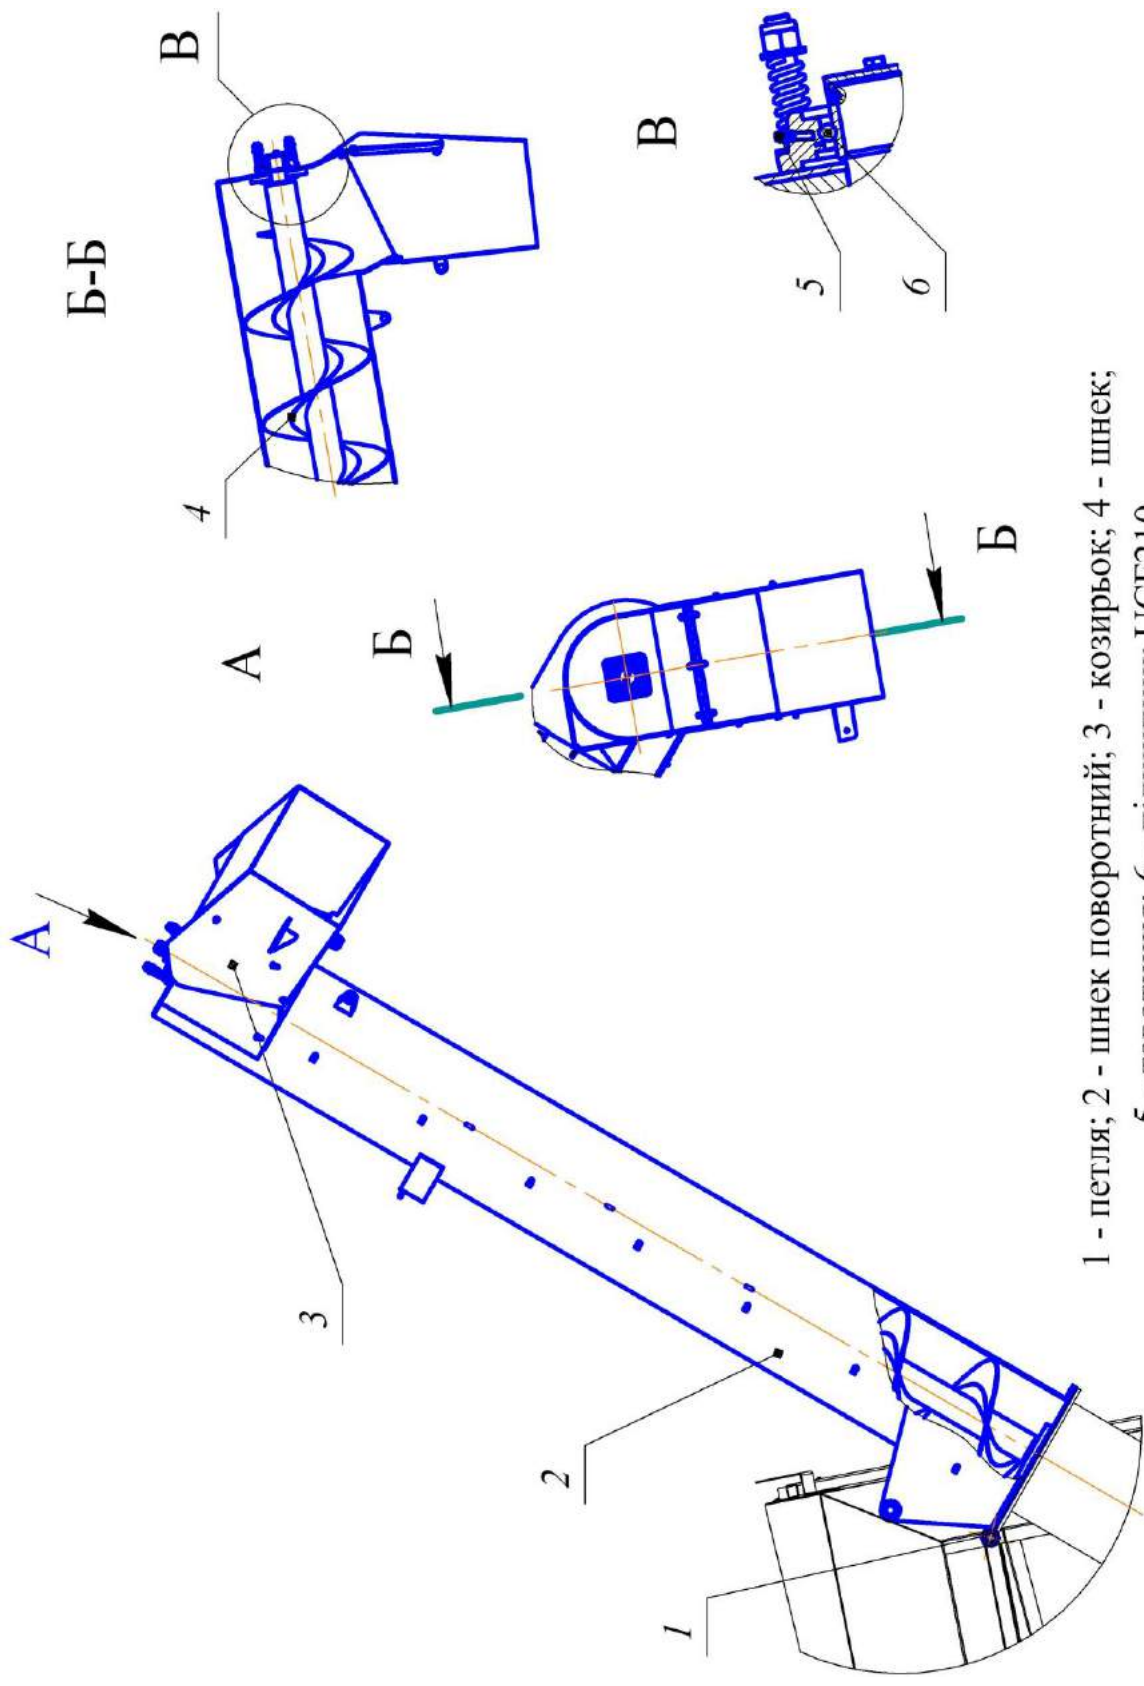 А
Б-Б
В
4
А
Б
Б
3
В
5
6
2
1
1 - петля; 2 - шнек поворотний; 3 - козирьок; 4 - шнек;